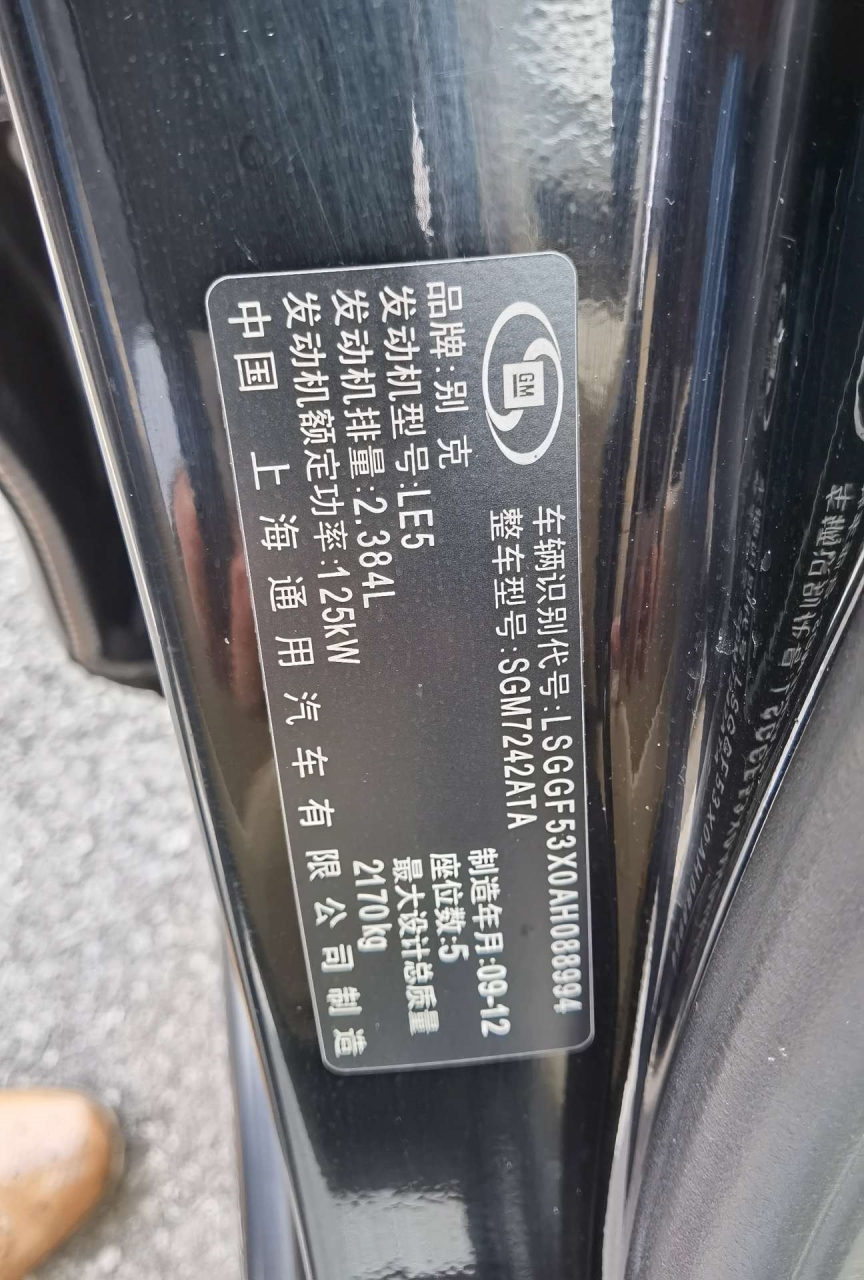 GM
车辆识别代号:LSGGF53X0AH088994
整车型号:SGM7242ATA
品牌:别克
制造年月:09-12
发动机型号:LE5
座位数:5
发动机排量:2.384L
最大设计总质量
发动机额定功率:125kW
2170kg
中国 上海通用汽车有限公司制造